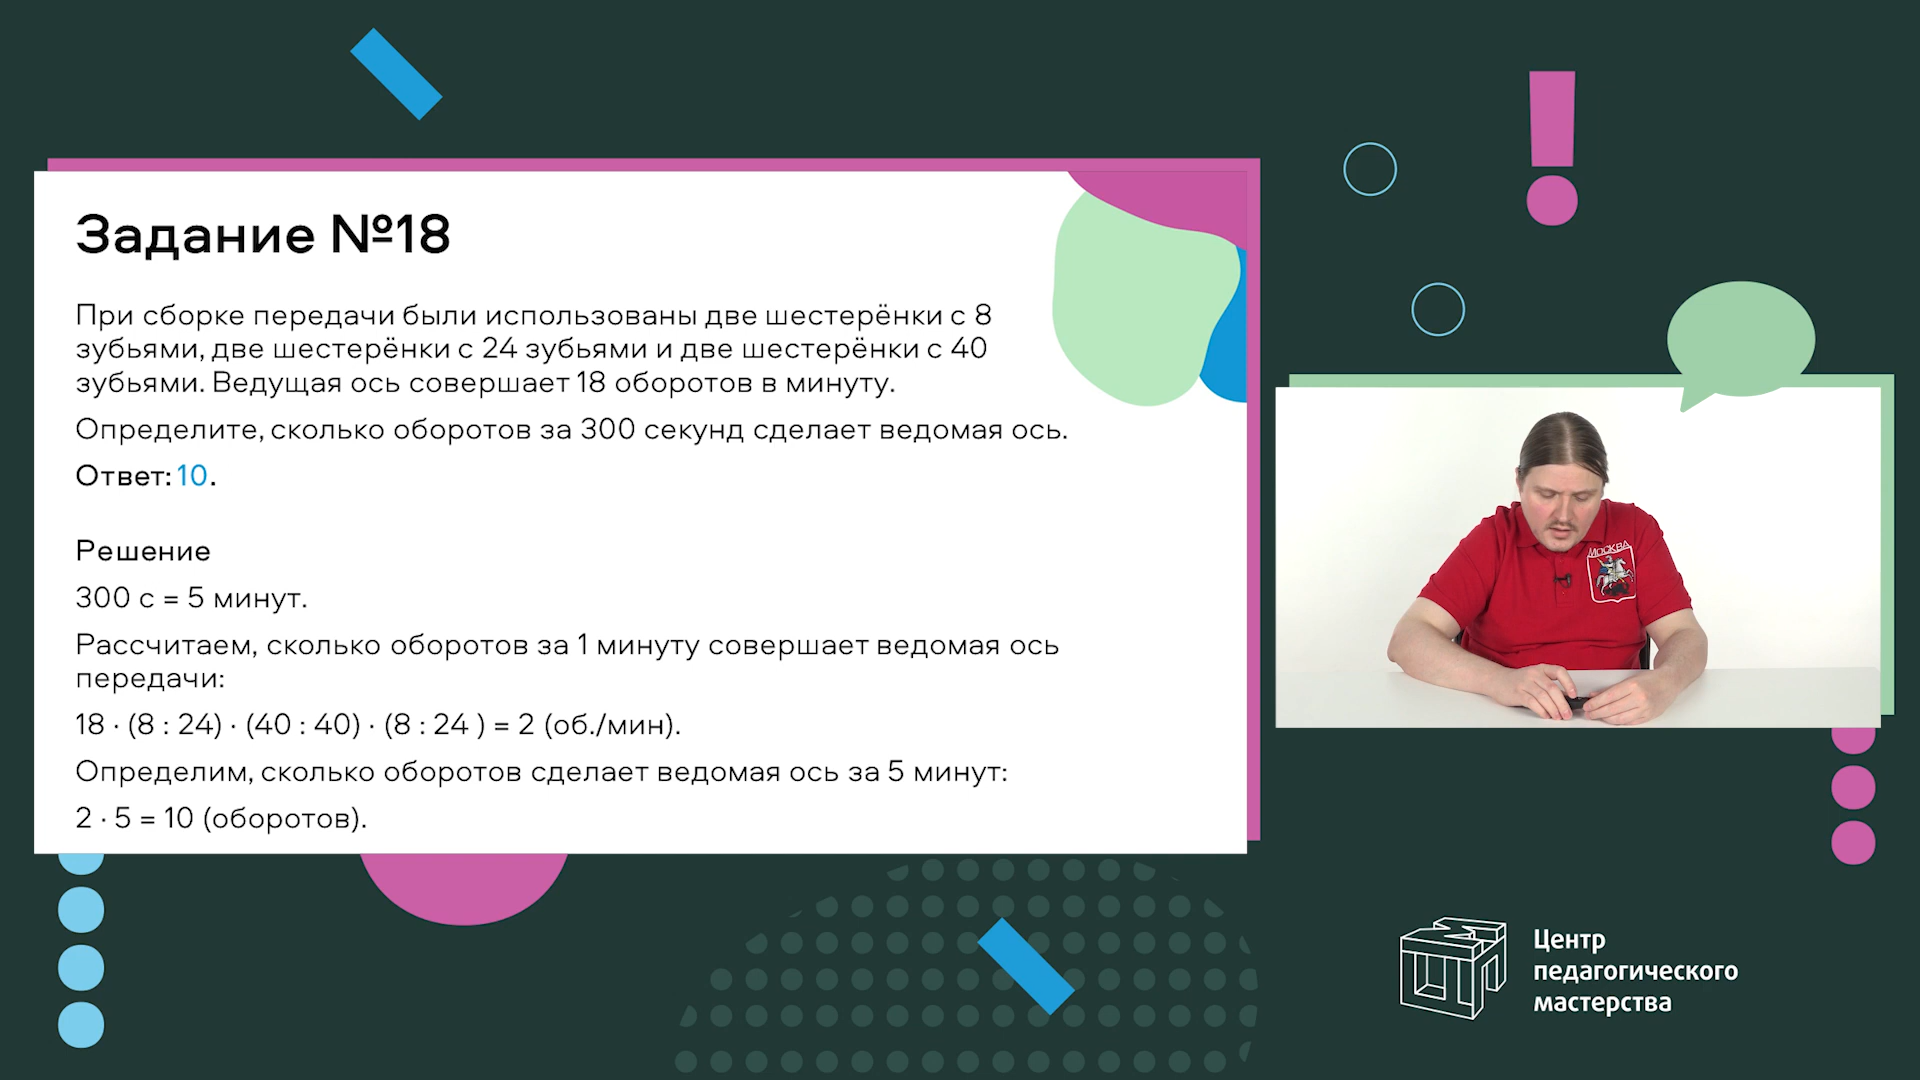 Задание №18
При сборке передачи были использованы две шестерёнки с 8
зубьями, две шестерёнки с 24 зубьями и две шестерёнки с 40
зубьями. Ведущая ось совершает 18 оборотов в минуту.
Определите, сколько оборотов за 300 секунд сделает ведомая ось.
Ответ: 10.
Решение
300 с = 5 минут.
Рассчитаем, сколько оборотов за 1 минуту совершает ведомая ось
передачи:
18 · (8 : 24) · (40 : 40) · (8 : 24 ) = 2 (об./мин).
Определим, сколько оборотов сделает ведомая ось за 5 минут:
2 · 5 = 10 (оборотов).
МОСКВА
Центр
педагогического
мастерства